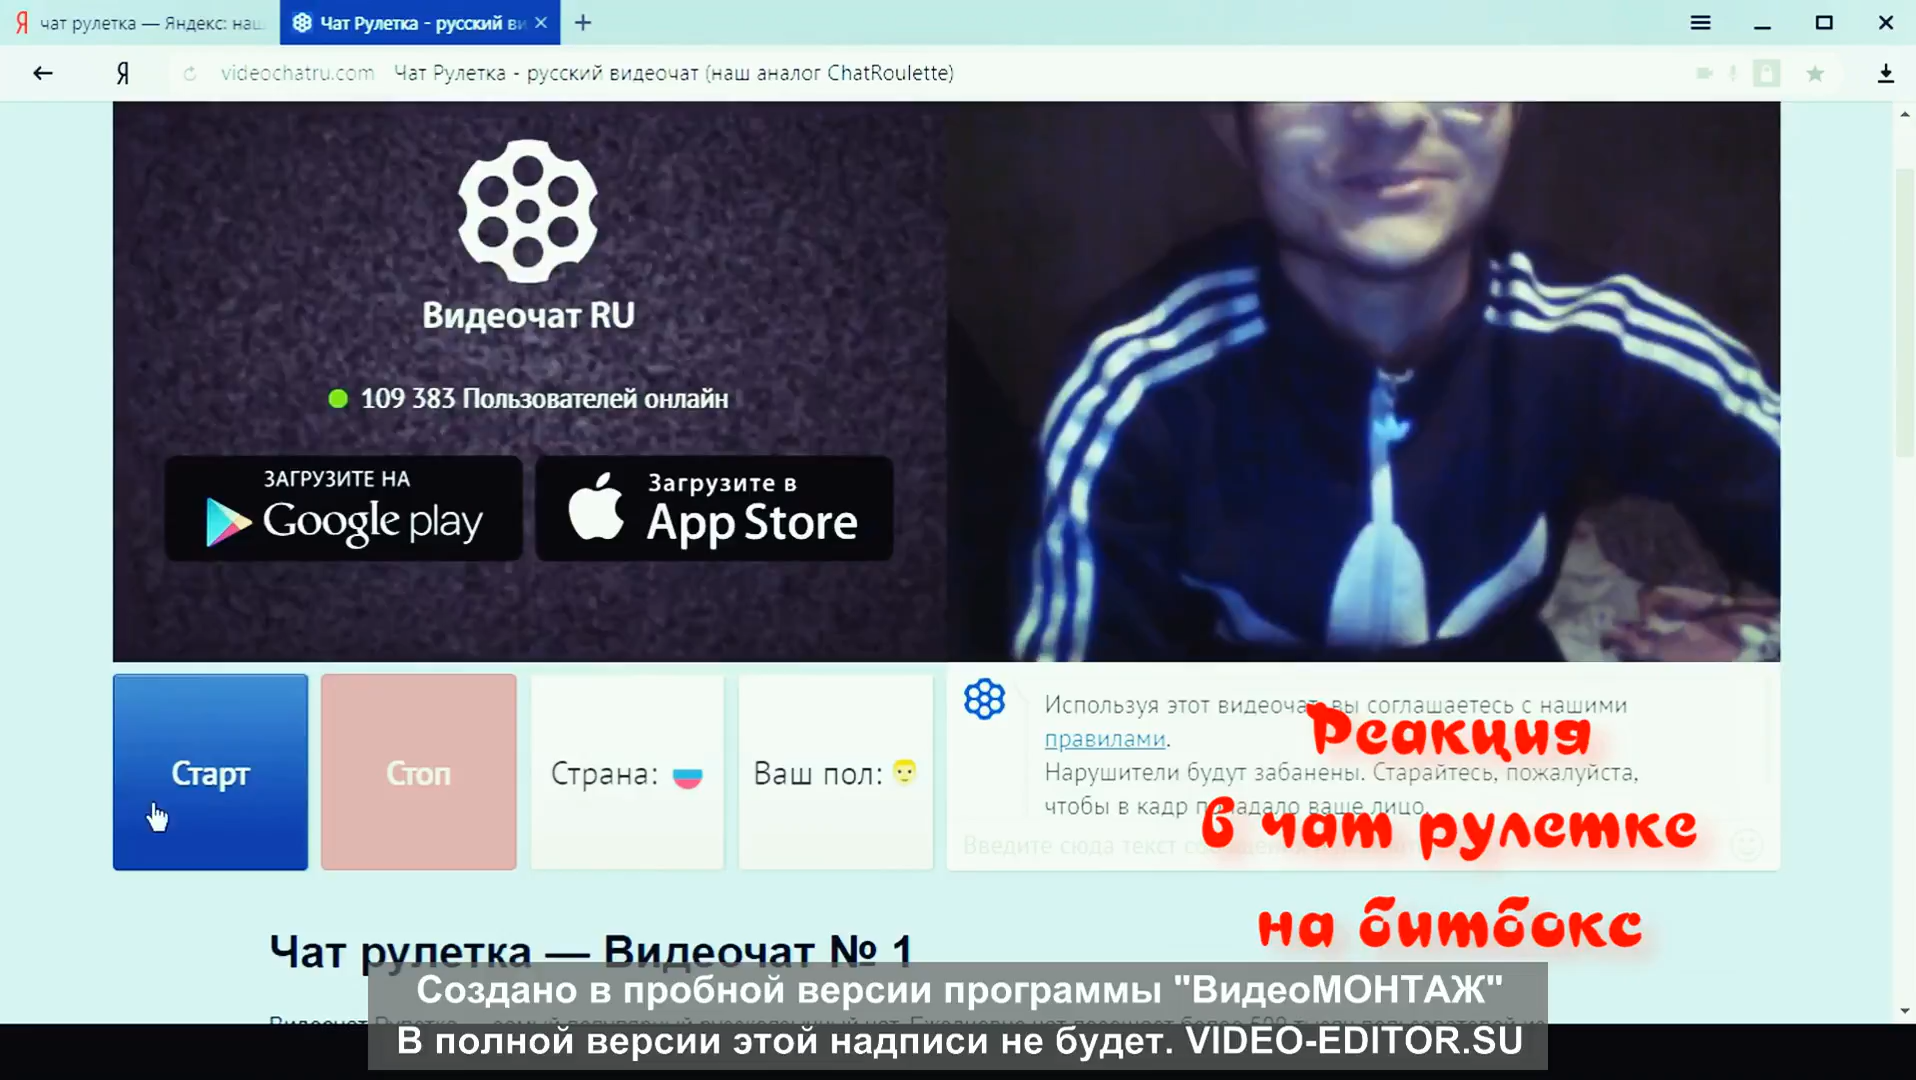 чат рулетка — Яндекс: наш
Чат Рулетка - русский ви
videochatru.com Чат Рулетка - русский видеочат (наш аналог ChatRoulette)
Видеочат RU
109 383 Пользователей онлайн
ЗАГРУЗИТЕ НА
Google play
Загрузите в
App Store
Старт
Стоп
Страна:
Ваш пол:
Используя этот видеочат, вы соглашаетесь с нашими
правилами.
Нарушители будут забанены. Старайтесь, пожалуйста,
чтобы в кадр попадало ваше лицо.
Введите сюда текст
Реакция
в чат рулетке
на битбокс
Чат рулетка — Видеочат № 1
Создано в пробной версии программы "ВидеоМОНТАЖ"
В полной версии этой надписи не будет. VIDEO-EDITOR.SU